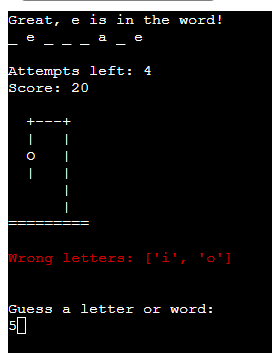 Great, e is in the word!
_ e _ _ _ a _ e
Attempts left: 4
Score: 20
+---+
|   |
O   |
|   |
    |
    |
=========
Wrong letters: ['i', 'o']
Guess a letter or word:
5